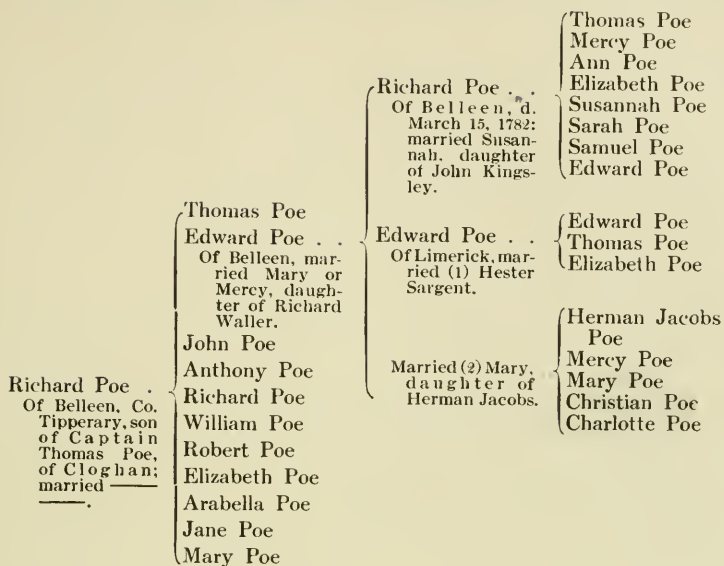 Richard Poe .
Of Belleen, Co.
Tipperary, son
of Captain
Thomas Poe,
of Cloghan;
married ———
———.
Thomas Poe
Edward Poe . .
Of Belleen, mar-
ried Mary or
Mercy, daugh-
ter of Richard
Waller.
John Poe
Anthony Poe
Richard Poe
William Poe
Robert Poe
Elizabeth Poe
Arabella Poe
Jane Poe
Mary Poe
Richard Poe . .
Of Belleen, d.
March 15, 1782:
married Susan-
nah, daughter
of John Kings-
ley.
Edward Poe . .
Of Limerick, mar-
ried (1) Hester
Sargent.
Married (2) Mary,
daughter of
Herman Jacobs.
Thomas Poe
Mercy Poe
Ann Poe
Elizabeth Poe
Susannah Poe
Sarah Poe
Samuel Poe
Edward Poe
Edward Poe
Thomas Poe
Elizabeth Poe
Herman Jacobs
Poe
Mercy Poe
Mary Poe
Christian Poe
Charlotte Poe